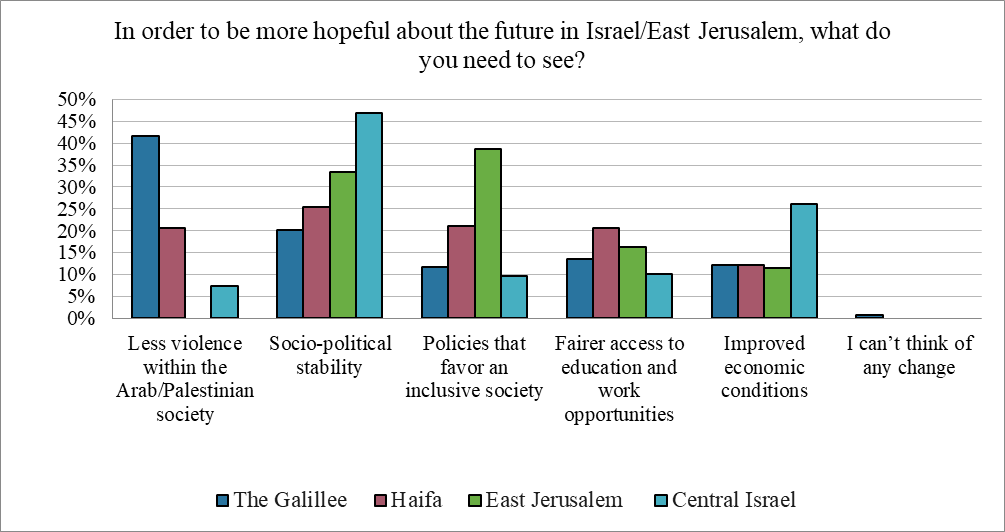 In order to be more hopeful about the future in Israel/East Jerusalem, what do
you need to see?
50%
45%
40%
35%
30%
25%
20%
15%
10%
5%
0%
Less violence
within the
Arab/Palestinian
society
Socio-political
stability
Policies that
favor an
inclusive society
Fairer access to
education and
work
opportunities
Improved
economic
conditions
I can’t think of
any change
The Galillee
Haifa
East Jerusalem
Central Israel